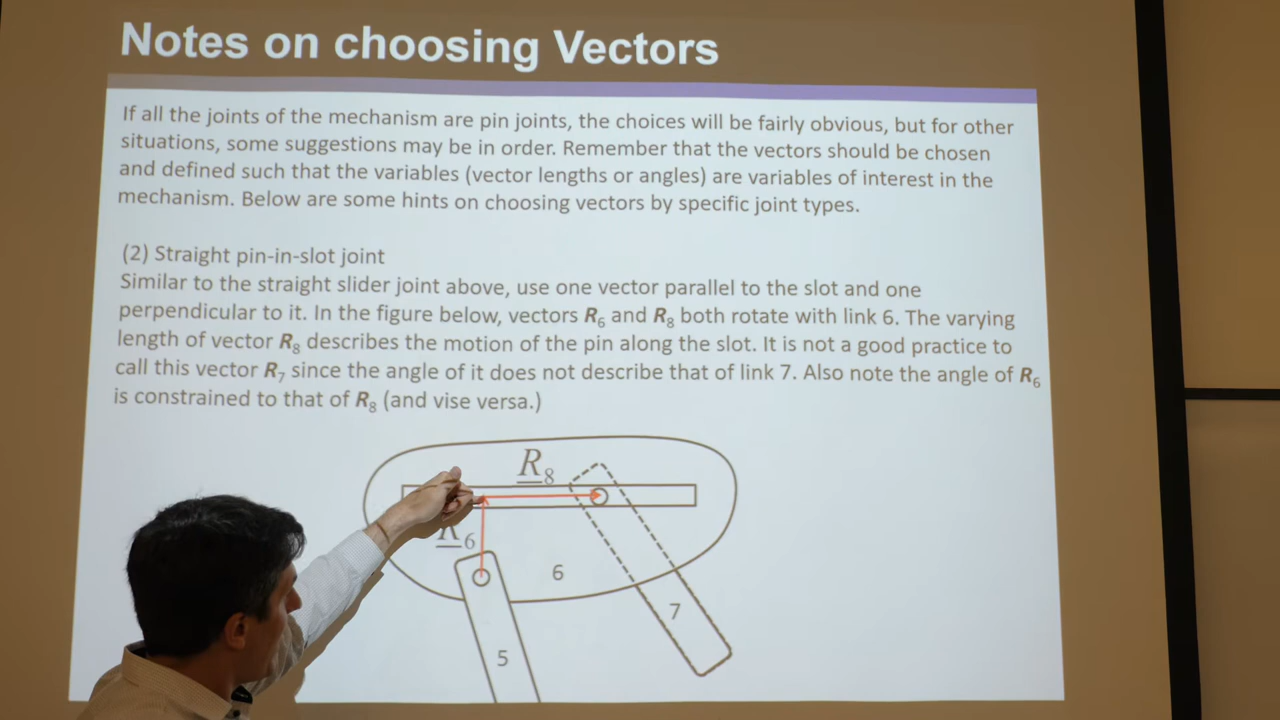 Notes on choosing Vectors
If all the joints of the mechanism are pin joints, the choices will be fairly obvious, but for other
situations, some suggestions may be in order. Remember that the vectors should be chosen
and defined such that the variables (vector lengths or angles) are variables of interest in the
mechanism. Below are some hints on choosing vectors by specific joint types.
(2) Straight pin-in-slot joint
Similar to the straight slider joint above, use one vector parallel to the slot and one
perpendicular to it. In the figure below, vectors R6 and R8 both rotate with link 6. The varying
length of vector R8 describes the motion of the pin along the slot. It is not a good practice to
call this vector R7 since the angle of it does not describe that of link 7. Also note the angle of R6
is constrained to that of R8 (and vise versa.)
R8
R6
6
7
5